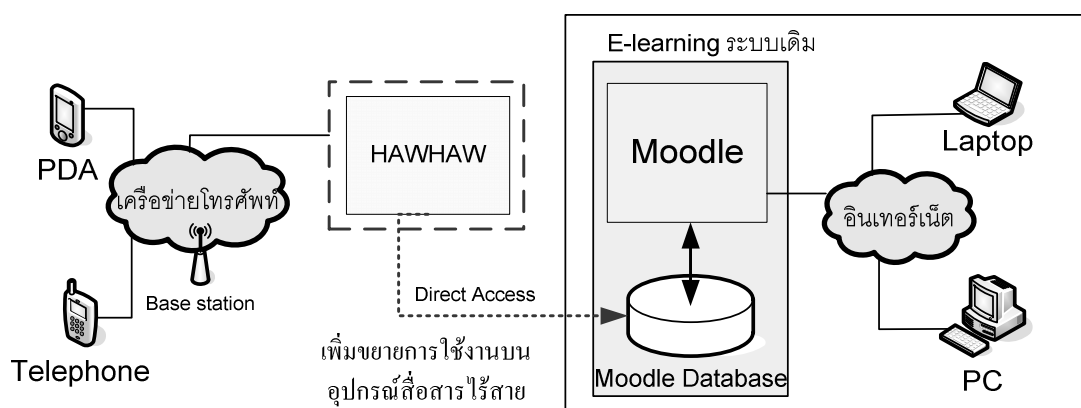 E-learning ระบบเดิม
PDA
เครือข่ายโทรศัพท์
Base station
Telephone
HAWHAW
Direct Access
เพิ่มขยายการใช้งานบน
อุปกรณ์สื่อสารไร้สาย
Moodle
Moodle Database
Laptop
อินเทอร์เน็ต
PC